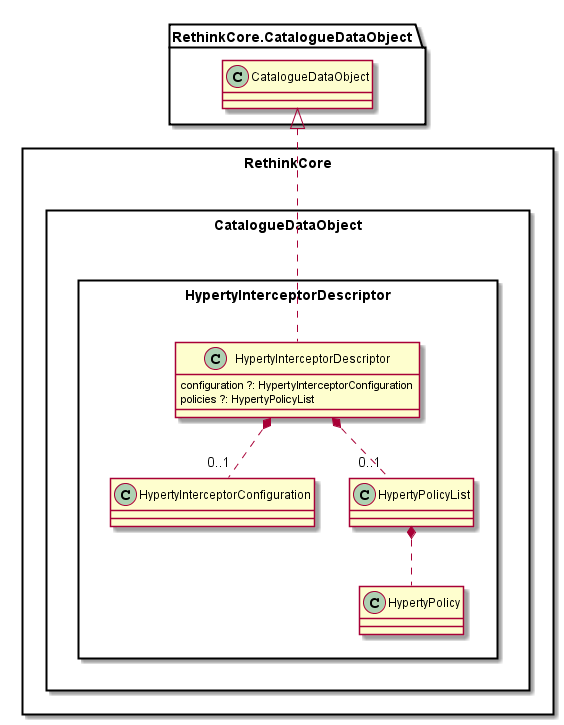 RethinkCore.CatalogueDataObject
C CatalogueDataObject
RethinkCore
CatalogueDataObject
HypertyInterceptorDescriptor
C HypertyInterceptorDescriptor
configuration ?: HypertyInterceptorConfiguration
policies ?: HypertyPolicyList
0..1 0..1
C HypertyInterceptorConfiguration C HypertyPolicyList
C HypertyPolicy